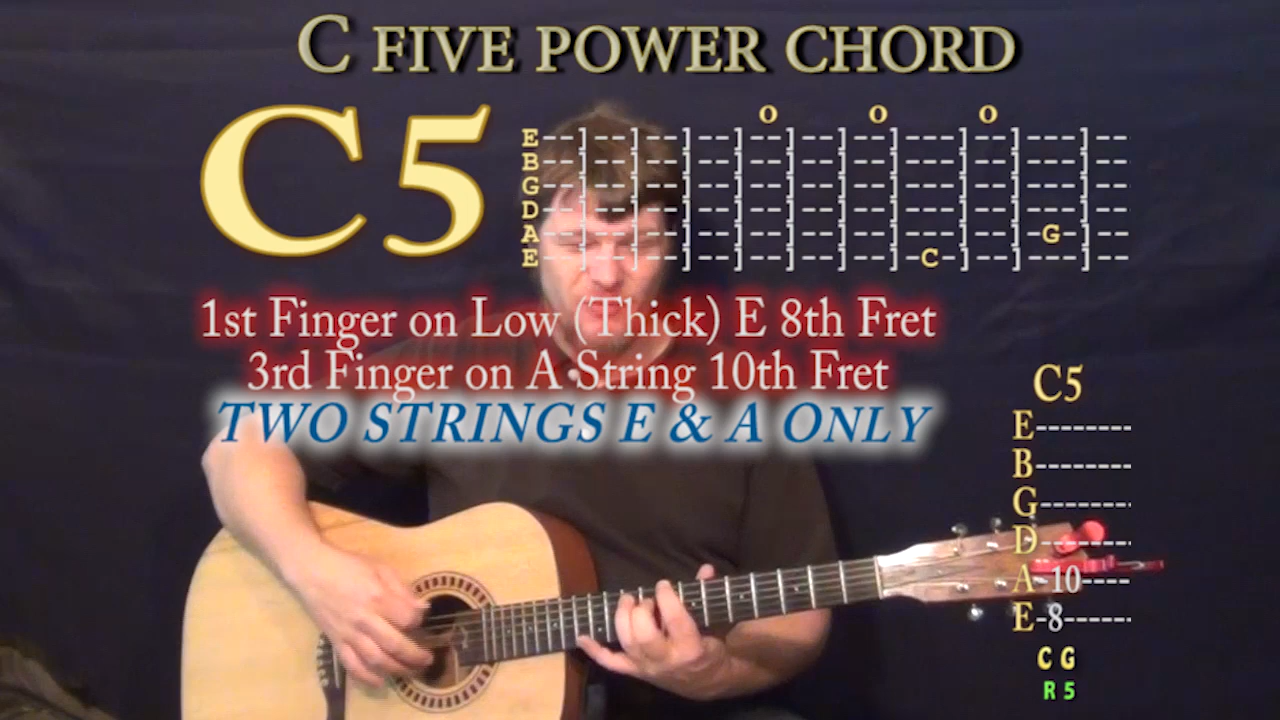 C FIVE POWER CHORD
C5
O O O
E--]--]--]--]--]--]--]---]--]---]--
B--]--]--]--]--]--]--]---]--]---]--
G--]--]--]--]--]--]--]---]--]---]--
D--]--]--]--]--]--]--]---]--]---]--
A--]--]--]--]--]--]--]---]--]-G-]--
E--]--]--]--]--]--]--]-C-]--]---]--
1st Finger on Low (Thick) E 8th Fret
3rd Finger on A String 10th Fret
TWO STRINGS E & A ONLY
C5
E--------
B--------
G--------
D--------
A-10----
E-8------
C G
R 5